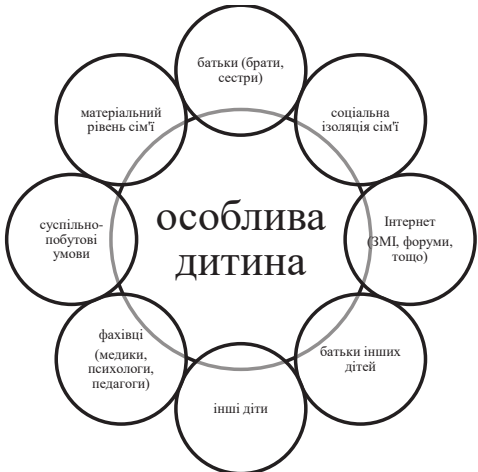 батьки (брати,
сестри)
матеріальний
рівень сім'ї
соціальна
ізоляція сім'ї
суспільно-
побутові
умови
особлива
дитина
Інтернет
(ЗМІ, форуми,
тощо)
фахівці
(медики,
психологи,
педагоги)
батьки інших
дітей
інші діти